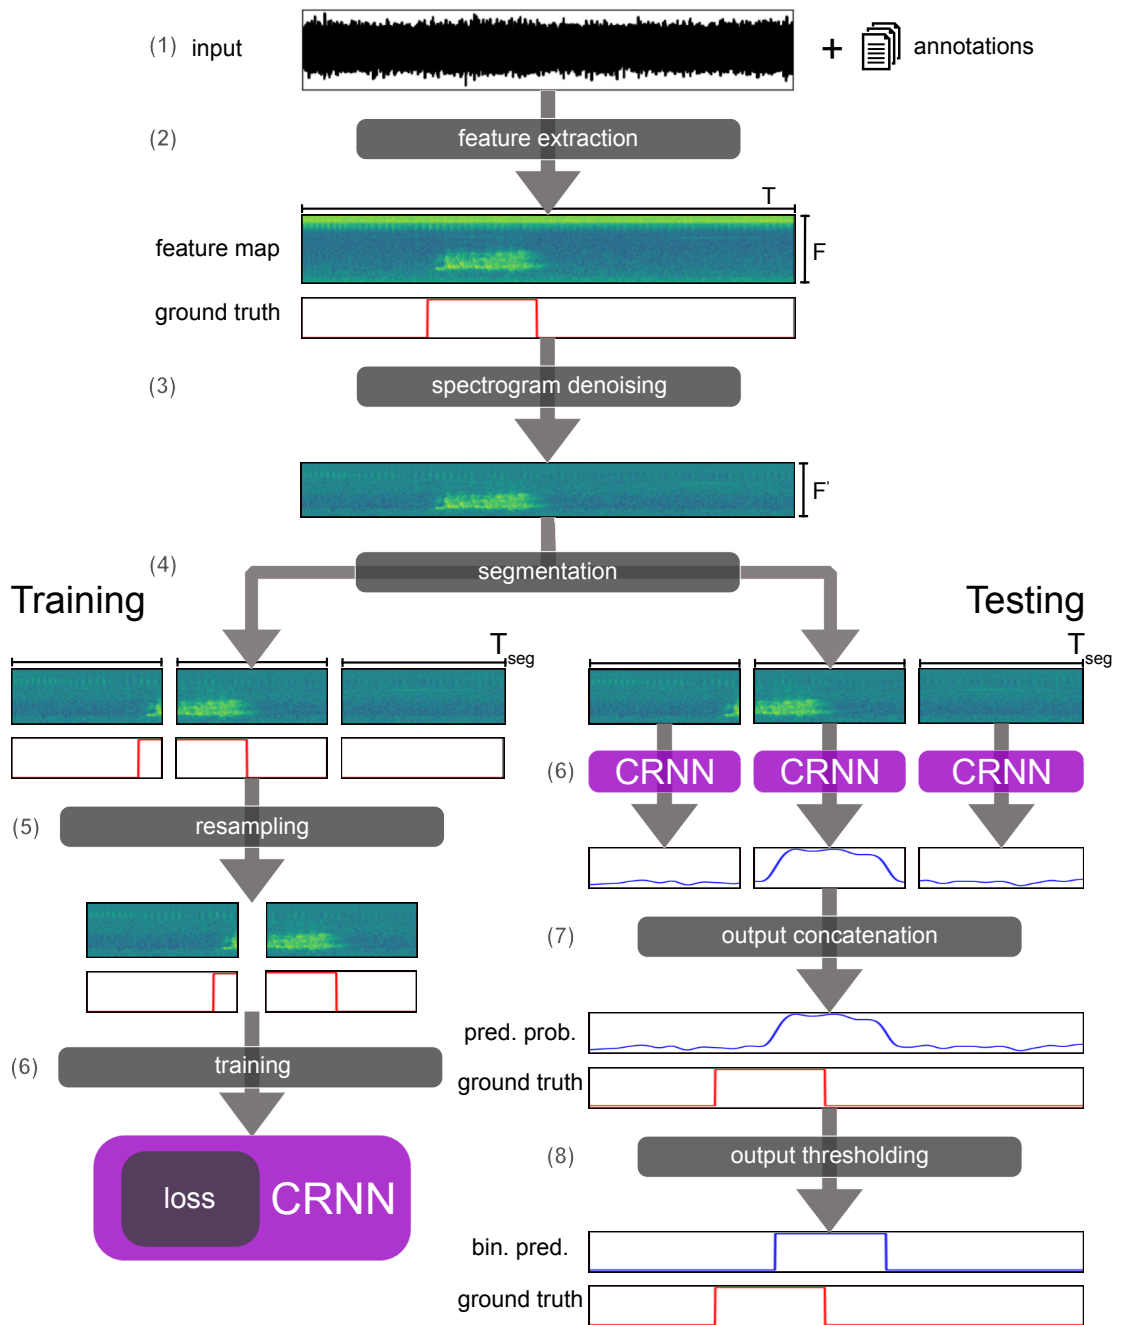 (1) input + annotations
(2) feature extraction
T
feature map F
ground truth
(3) spectrogram denoising
F'
(4) segmentation
Training Testing
Tseg Tseg
(6) CRNN CRNN CRNN
(5) resampling
(7) output concatenation
pred. prob.
(6) training
ground truth
(8) output thresholding
loss CRNN
bin. pred.
ground truth